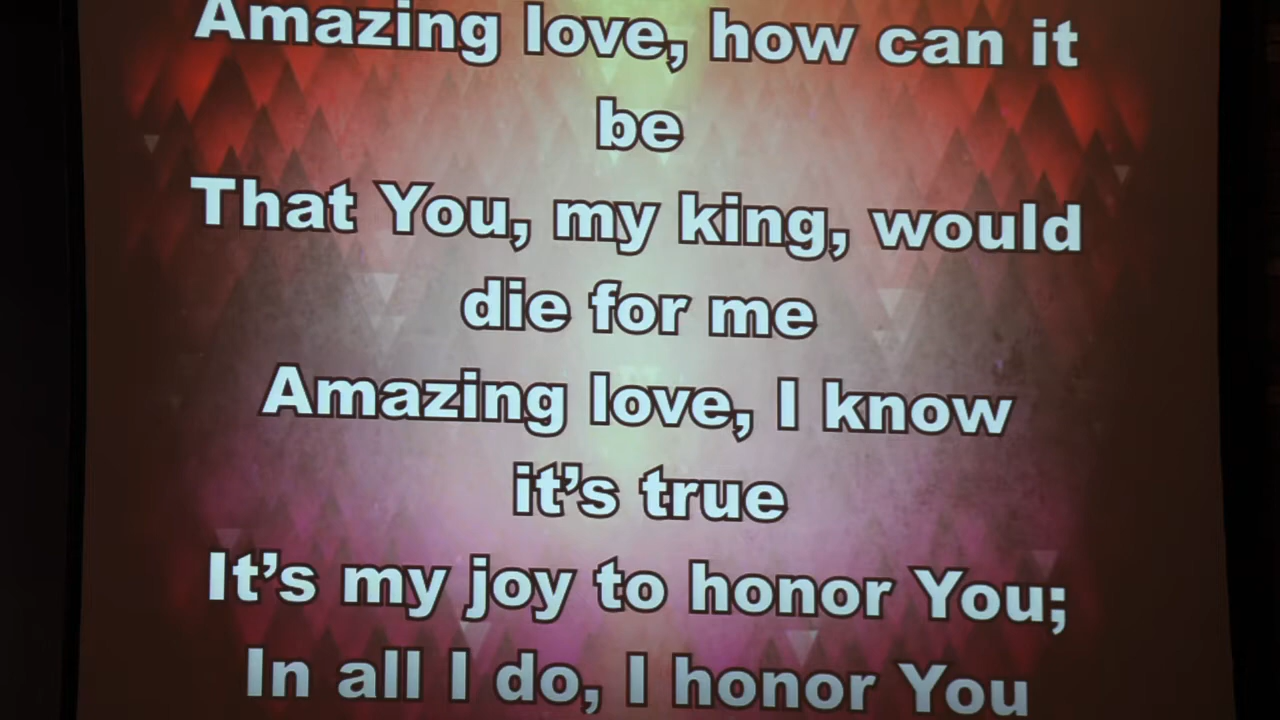 Amazing love, how can it
be
That You, my king, would
die for me
Amazing love, I know
it’s true
It’s my joy to honor You;
In all I do, I honor You